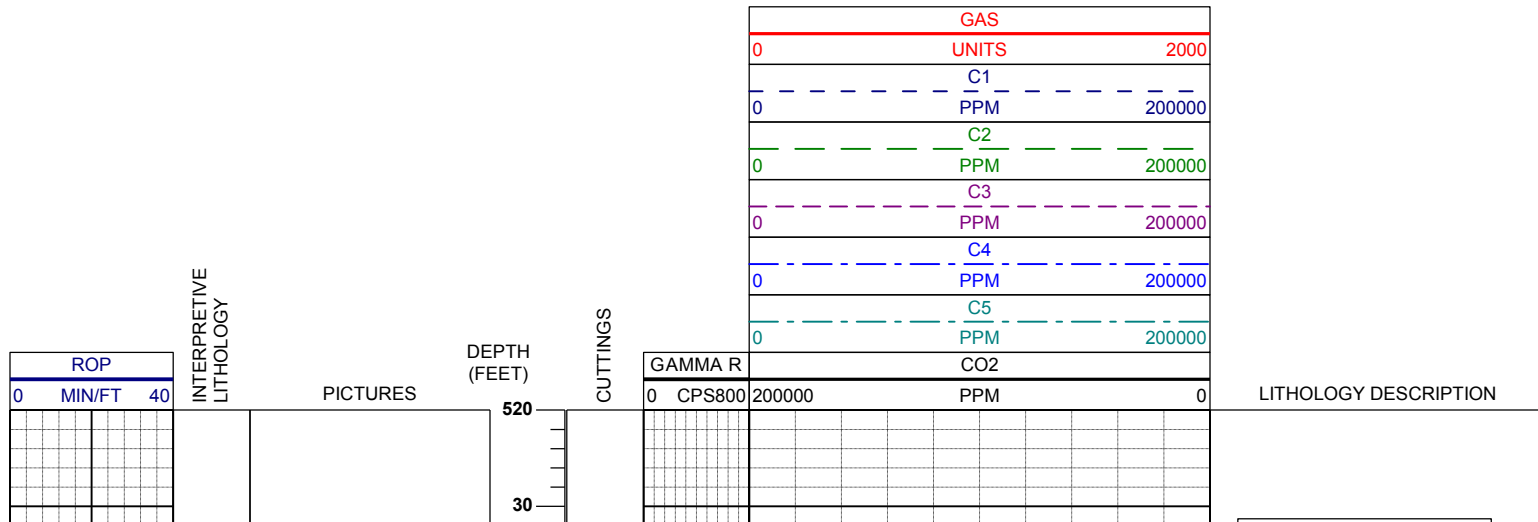 GAS
0 UNITS 2000
C1
0 PPM 200000
C2
0 PPM 200000
C3
0 PPM 200000
C4
0 PPM 200000
C5
0 PPM 200000
ROP
0 MIN/FT 40
INTERPRETIVE
LITHOLOGY
PICTURES
DEPTH
(FEET)
CUTTINGS
GAMMA R
0 CPS800
CO2
200000 PPM 0
LITHOLOGY DESCRIPTION
520
30